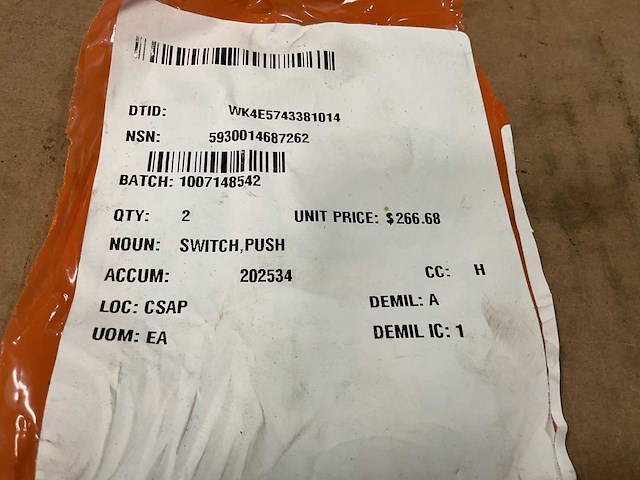 DTID: WK4E5743381014
NSN: 5930014687262
BATCH: 1007148542
QTY: 2 UNIT PRICE: $266.68
NOUN: SWITCH,PUSH
ACCUM: 202534 CC: H
LOC: CSAP DEMIL: A
UOM: EA DEMIL IC: 1